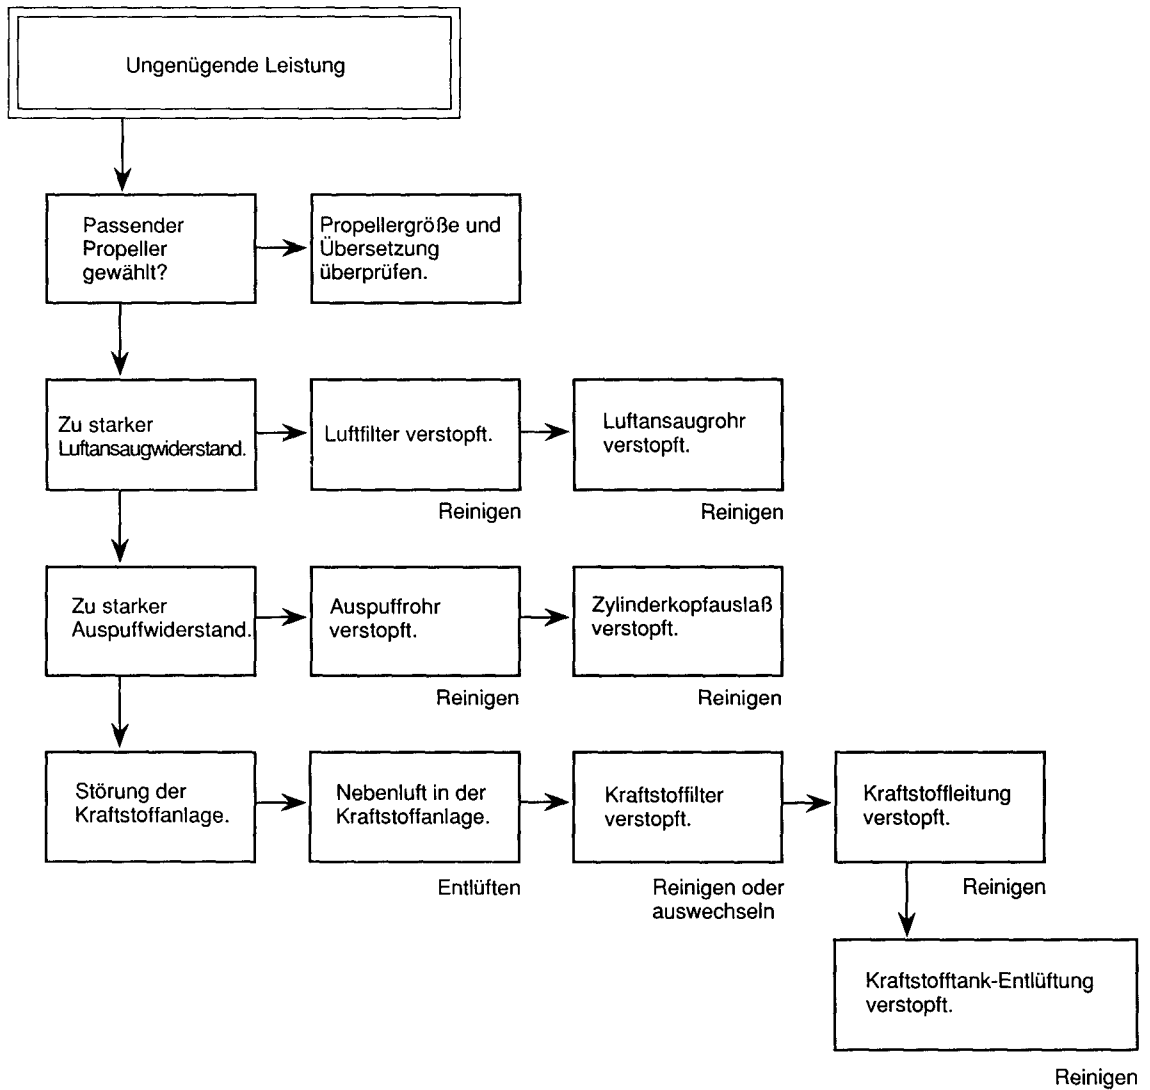 Ungenügende Leistung
Passender
Propeller
gewählt?
Propellergröße und
Übersetzung
überprüfen.
Zu starker
Luftansaugwiderstand.
Luftfilter verstopft.
Reinigen
Luftansaugrohr
verstopft.
Reinigen
Zu starker
Auspuffwiderstand.
Auspuffrohr
verstopft.
Reinigen
Zylinderkopfauslaß
verstopft.
Reinigen
Störung der
Kraftstoffanlage.
Nebenluft in der
Kraftstoffanlage.
Entlüften
Kraftstoffilter
verstopft.
Reinigen oder
auswechseln
Kraftstoffleitung
verstopft.
Reinigen
Kraftstofftank-Entlüftung
verstopft.
Reinigen